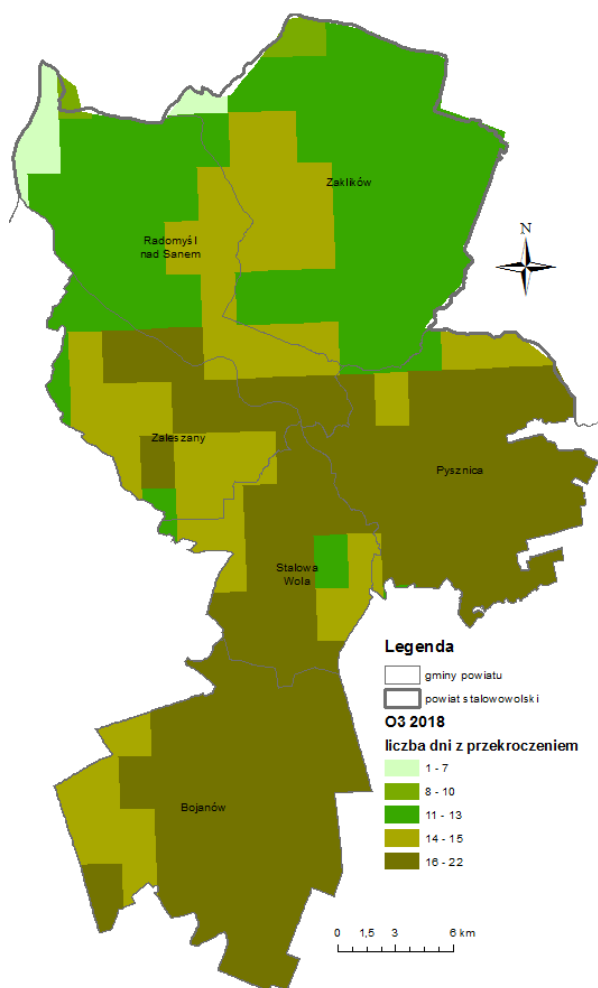 Zaklików
Radomyśl
nad Sanem
N
Zaleszany
Pysznica
Stalowa
Wola
Legenda
gminy powiatu
powiat stalowowolski
O3 2018
liczba dni z przekroczeniem
1 - 7
8 - 10
11 - 13
14 - 15
16 - 22
Bojanów
0 1,5 3 6 km